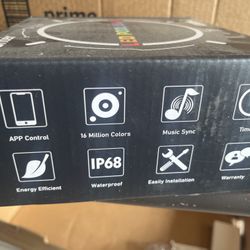 prime
APP Control
16 Million Colors
Music Sync
Energy Efficient
IP68
Waterproof
Easily Installation
Warranty